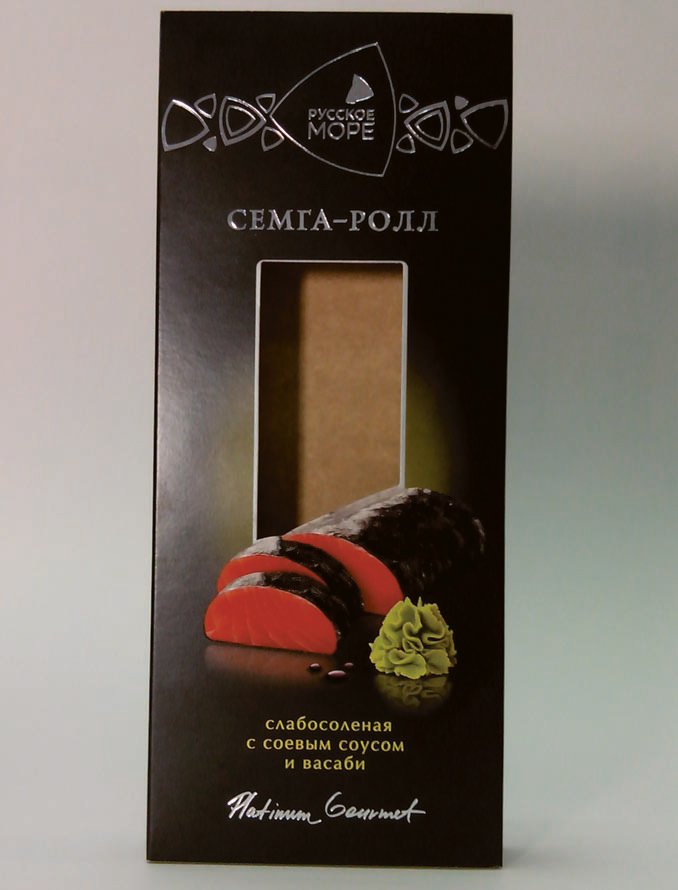 РУССКОЕ
МОРЕ
СЕМГА-РОЛЛ
слабосоленая
с соевым соусом
и васаби
Platinum Gourmet